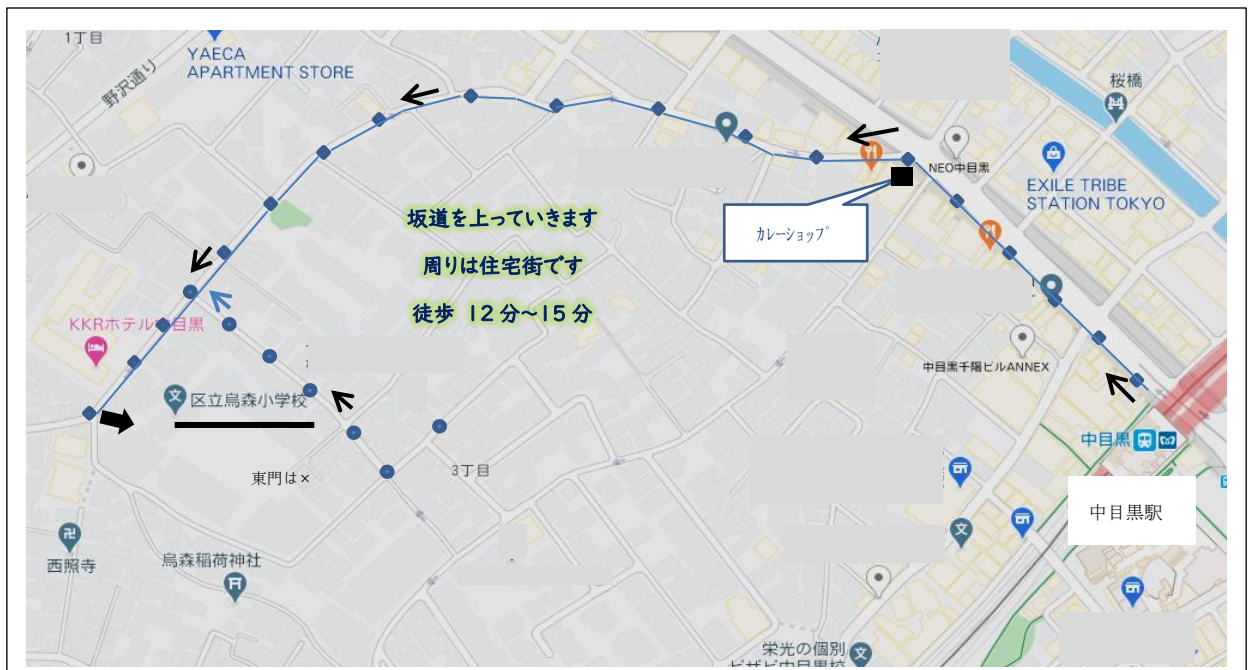 1丁目
YAECA
APARTMENT STORE
野沢通り
桜橋
NEO中目黒
EXILE TRIBE
STATION TOKYO
坂道を上っていきます
周りは住宅街です
徒歩 12分~15分
カレーショップ
KKRホテル中目黒
中目黒千陽ビルANNEX
区立烏森小学校
中目黒
東門は×
3丁目
中目黒駅
西照寺
烏森稲荷神社
栄光の個別
ビザビ中目黒校